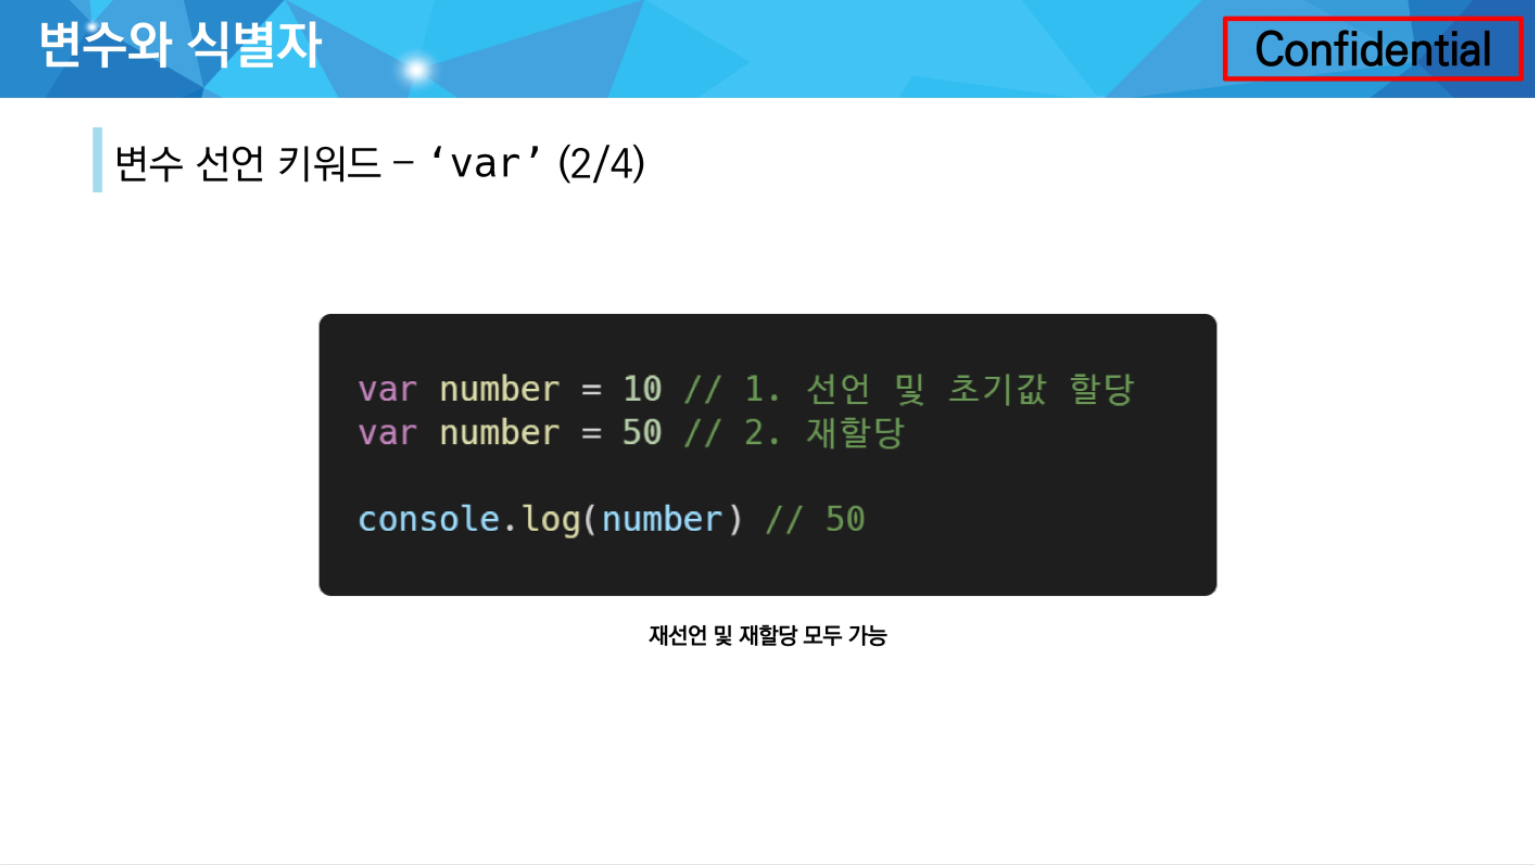 변수와 식별자
Confidential
변수 선언 키워드 – ‘var’ (2/4)
var number = 10 // 1. 선언 및 초기값 할당
var number = 50 // 2. 재할당
console.log(number) // 50
재선언 및 재할당 모두 가능